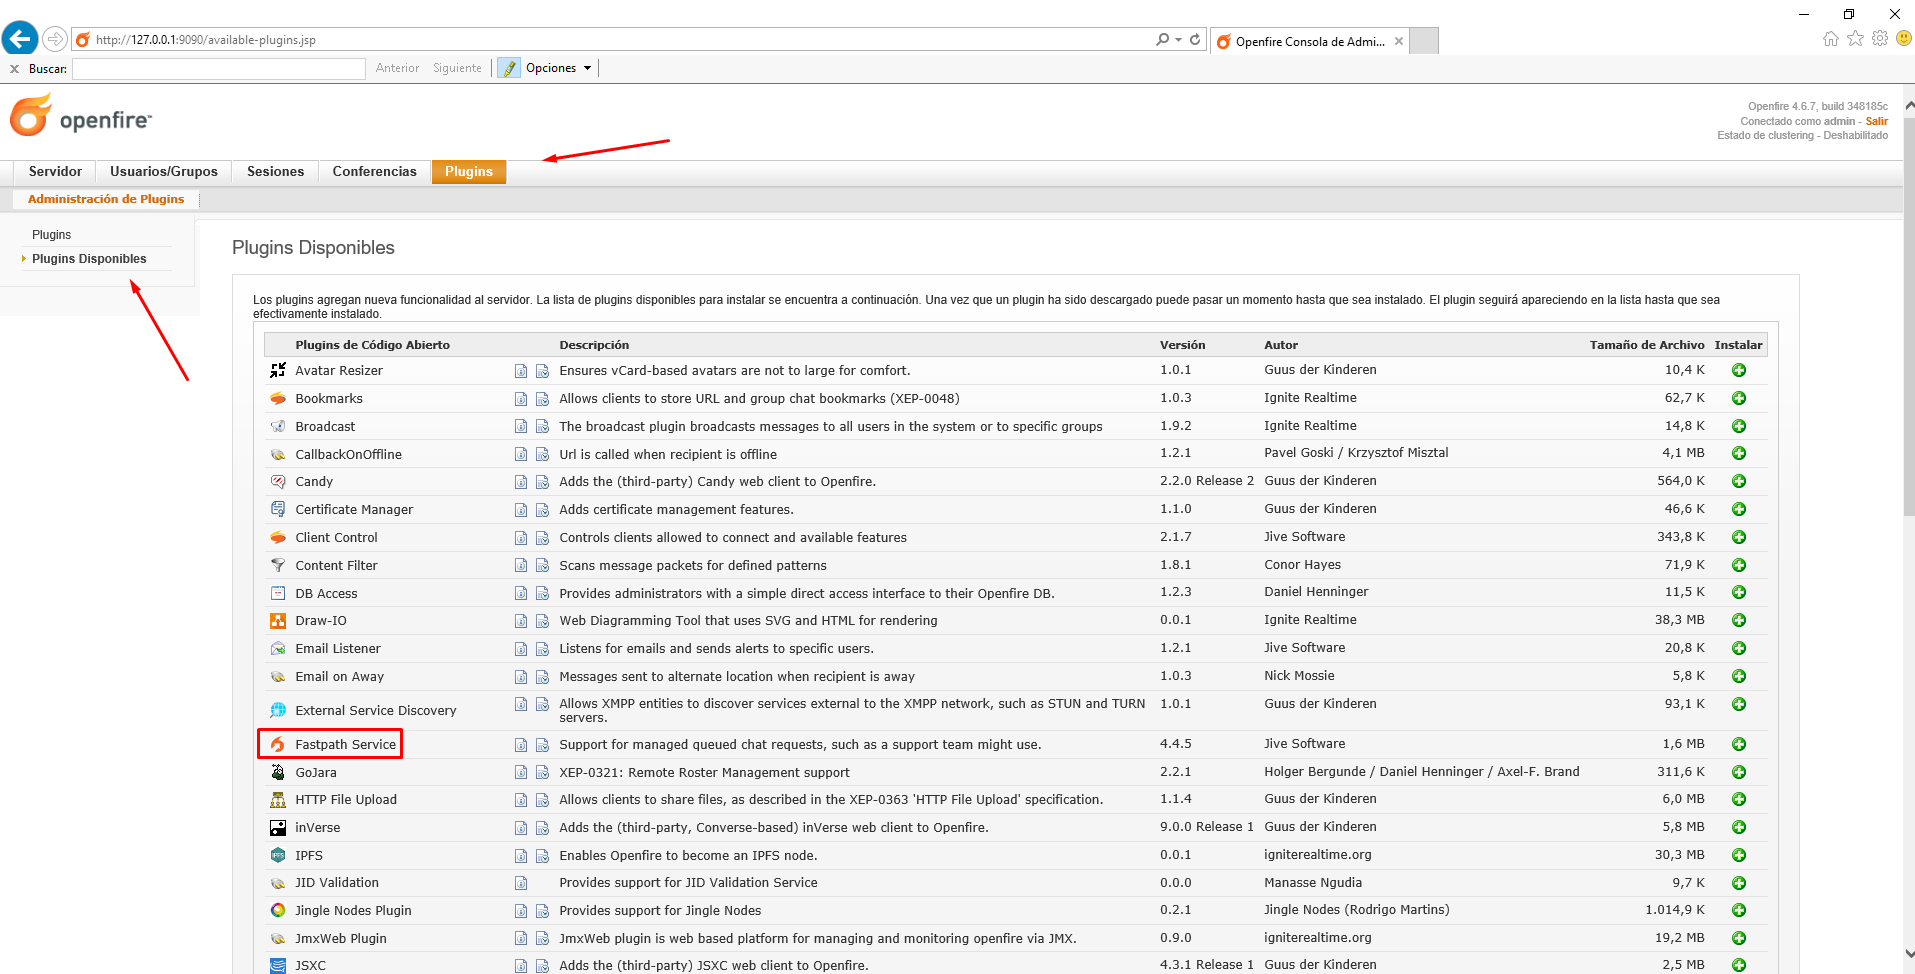 http://127.0.0.1:9090/available-plugins.jsp
Openfire Consola de Admi...
Buscar:
Anterior Siguiente
Opciones
openfire™
Openfire 4.6.7, build 348185c
Conectado como admin - Salir
Estado de clustering - Deshabilitado
Servidor Usuarios/Grupos Sesiones Conferencias Plugins
Administración de Plugins
Plugins
Plugins Disponibles
Plugins Disponibles
Los plugins agregan nueva funcionalidad al servidor. La lista de plugins disponibles para instalar se encuentra a continuación. Una vez que un plugin ha sido descargado puede pasar un momento hasta que sea instalado. El plugin seguirá apareciendo en la lista hasta que sea
efectivamente instalado.
Plugins de Código Abierto Descripción Versión Autor Tamaño de Archivo Instalar
Avatar Resizer Ensures vCard-based avatars are not to large for comfort. 1.0.1 Guus der Kinderen 10,4 K
Bookmarks Allows clients to store URL and group chat bookmarks (XEP-0048) 1.0.3 Ignite Realtime 62,7 K
Broadcast The broadcast plugin broadcasts messages to all users in the system or to specific groups 1.9.2 Ignite Realtime 14,8 K
CallbackOnOffline Url is called when recipient is offline 1.2.1 Pavel Goski / Krzysztof Misztal 4,1 MB
Candy Adds the (third-party) Candy web client to Openfire. 2.2.0 Release 2 Guus der Kinderen 564,0 K
Certificate Manager Adds certificate management features. 1.1.0 Guus der Kinderen 46,6 K
Client Control Controls clients allowed to connect and available features 2.1.7 Jive Software 343,8 K
Content Filter Scans message packets for defined patterns 1.8.1 Conor Hayes 71,9 K
DB Access Provides administrators with a simple direct access interface to their Openfire DB. 1.2.3 Daniel Henninger 11,5 K
Draw-IO Web Diagramming Tool that uses SVG and HTML for rendering 0.0.1 Ignite Realtime 38,3 MB
Email Listener Listens for emails and sends alerts to specific users. 1.2.1 Jive Software 20,8 K
Email on Away Messages sent to alternate location when recipient is away 1.0.3 Nick Mossie 5,8 K
External Service Discovery Allows XMPP entities to discover services external to the XMPP network, such as STUN and TURN 1.0.1 Guus der Kinderen 93,1 K
servers.
Fastpath Service Support for managed queued chat requests, such as a support team might use. 4.4.5 Jive Software 1,6 MB
GoJara XEP-0321: Remote Roster Management support 2.2.1 Holger Bergunde / Daniel Henninger / Axel-F. Brand 311,6 K
HTTP File Upload Allows clients to share files, as described in the XEP-0363 'HTTP File Upload' specification. 1.1.4 Guus der Kinderen 6,0 MB
inVerse Adds the (third-party, Converse-based) inVerse web client to Openfire. 9.0.0 Release 1 Guus der Kinderen 5,8 MB
IPFS Enables Openfire to become an IPFS node. 0.0.1 igniterealtime.org 30,3 MB
JID Validation Provides support for JID Validation Service 0.0.0 Manasse Ngudia 9,7 K
Jingle Nodes Plugin Provides support for Jingle Nodes 0.2.1 Jingle Nodes (Rodrigo Martins) 1.014,9 K
JmxWeb Plugin JmxWeb plugin is web based platform for managing and monitoring openfire via JMX. 0.9.0 igniterealtime.org 19,2 MB
JSXC Adds the (third-party) JSXC web client to Openfire. 4.3.1 Release 1 Guus der Kinderen 2,5 MB